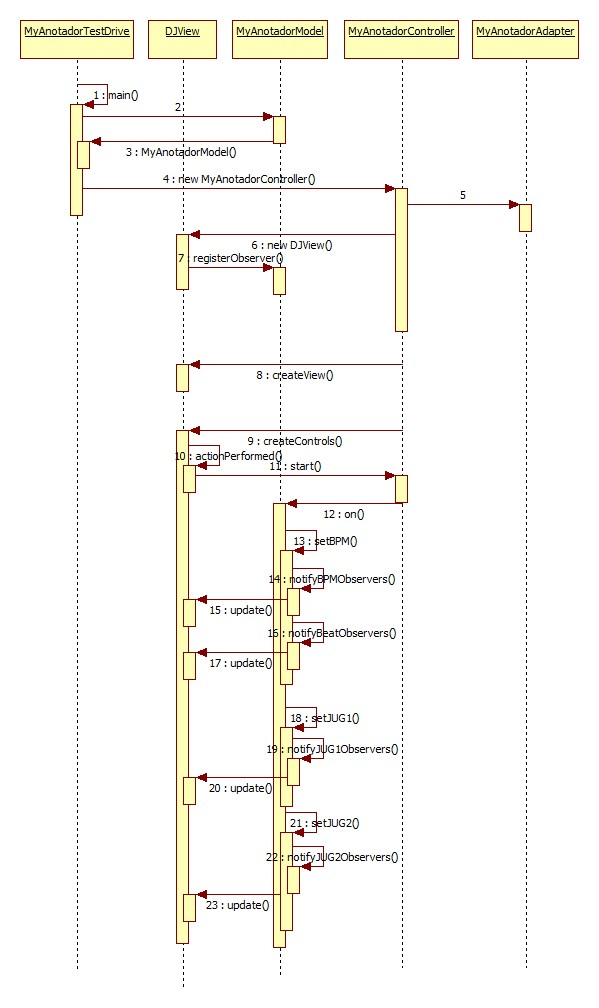 MyAnotadorTestDrive
DJView
MyAnotadorModel
MyAnotadorController
MyAnotadorAdapter
1 : main()
2
3 : MyAnotadorModel()
4 : new MyAnotadorController()
5
6 : new DJView()
7 : registerObserver()
8 : createView()
9 : createControls()
10 : actionPerformed()
11 : start()
12 : on()
13 : setBPM()
14 : notifyBPMObservers()
15 : update()
16 : notifyBeatObservers()
17 : update()
18 : setJUG1()
19 : notifyJUG1Observers()
20 : update()
21 : setJUG2()
22 : notifyJUG2Observers()
23 : update()